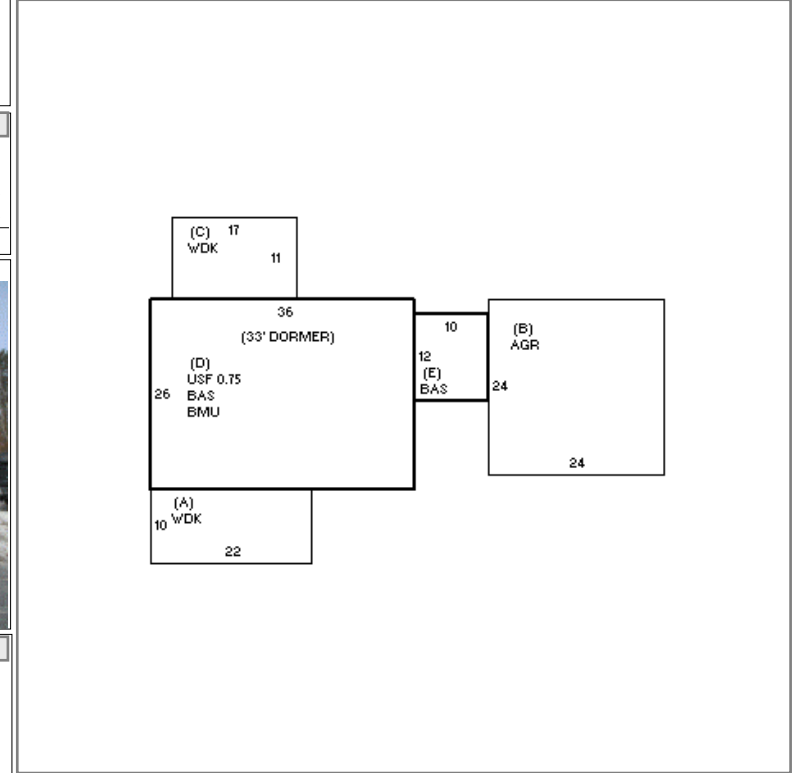 (C) 17
WDK
11
36
(33' DORMER)
(D)
USF 0.75
26 BAS
BMU
10
12
(E)
BAS
(B)
AGR
24
24
(A)
10 WDK
22